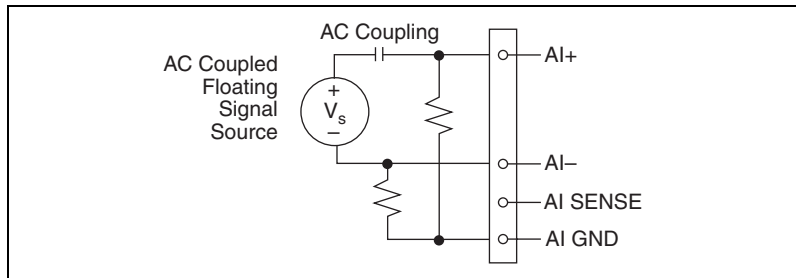 AC Coupling
AC Coupled
Floating
Signal
Source
+
Vs
–
AI+
AI–
AI SENSE
AI GND